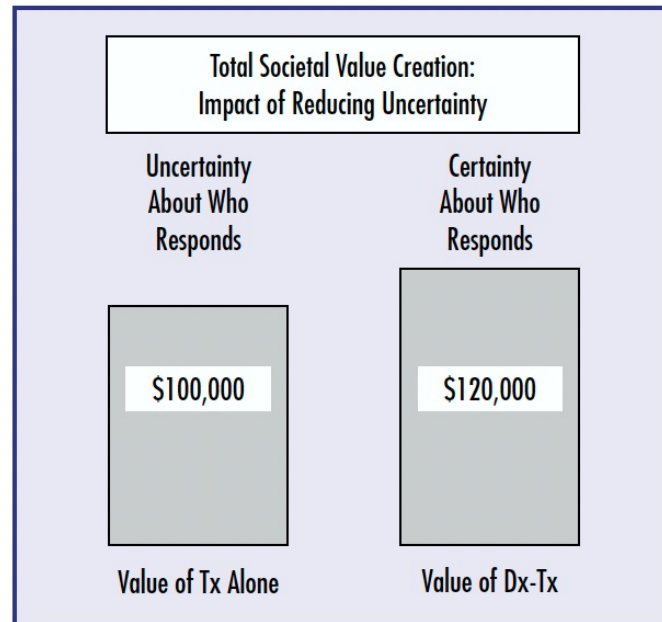 Total Societal Value Creation:
Impact of Reducing Uncertainty
Uncertainty
About Who
Responds
Certainty
About Who
Responds
$100,000
$120,000
Value of Tx Alone
Value of Dx-Tx